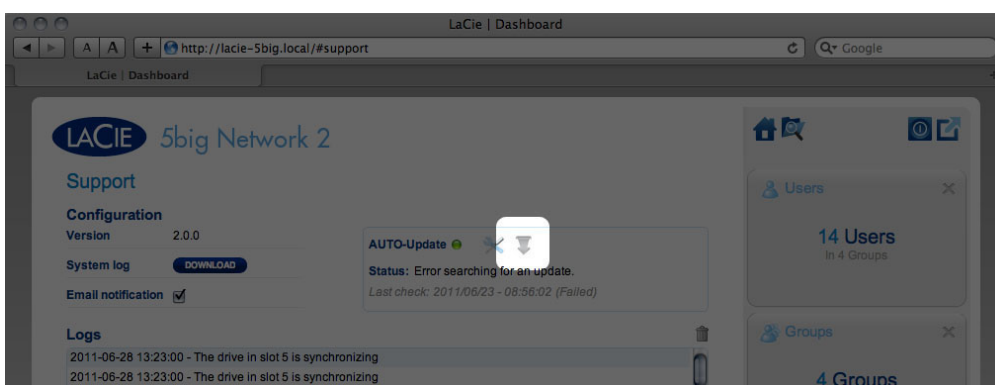 LaCie | Dashboard
A A + http://lacie-5big.local/#support Google
LaCie | Dashboard
LACIE 5big Network 2
Support
Configuration
Version 2.0.0
System log DOWNLOAD
Email notification
AUTO-Update
Status: Error searching for an update.
Last check: 2011/06/23 - 08:56:02 (Failed)
Logs
2011-06-28 13:23:00 - The drive in slot 5 is synchronizing
2011-06-28 13:23:00 - The drive in slot 5 is synchronizing
Users
14 Users
In 4 Groups
Groups
4 Groups